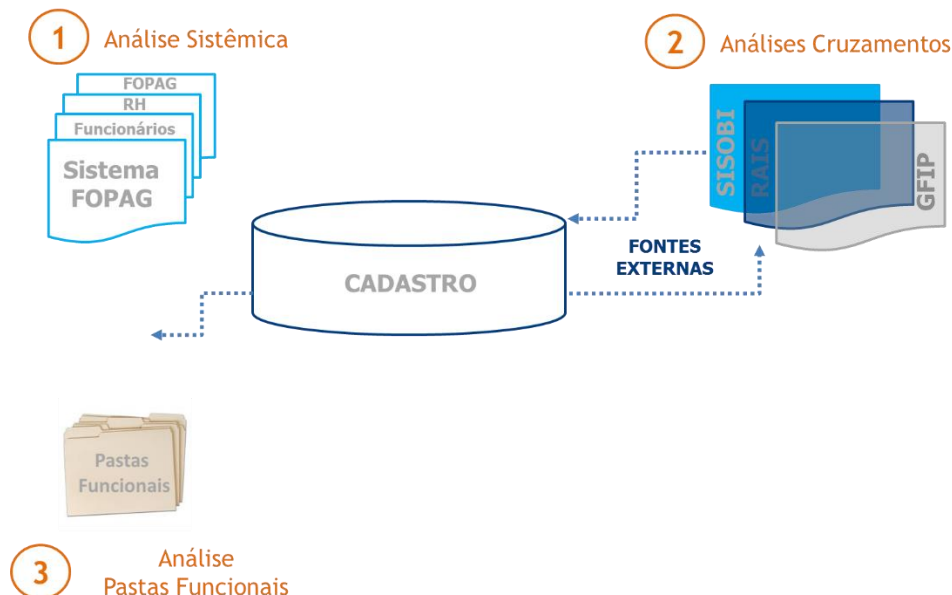 1
Análise Sistêmica
2
Análises Cruzamentos
FOPAG
RH
Funcionários
Sistema
FOPAG
SISOBI
RAIS
GFIP
FONTES
EXTERNAS
CADASTRO
Pastas
Funcionais
3
Análise
Pastas Funcionais